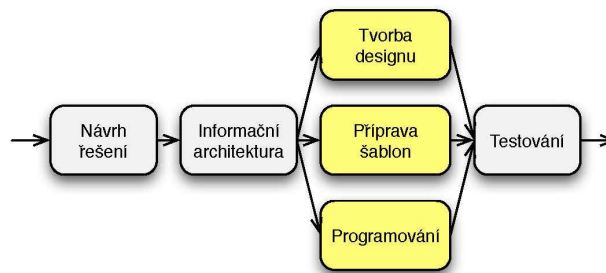 Tvorba
designu
Návrh
řešení
Informační
architektura
Příprava
šablon
Testování
Programování